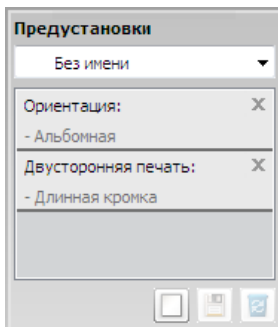 Предустановки
Без имени
Ориентация:
- Альбомная
Двусторонняя печать:
- Длинная кромка